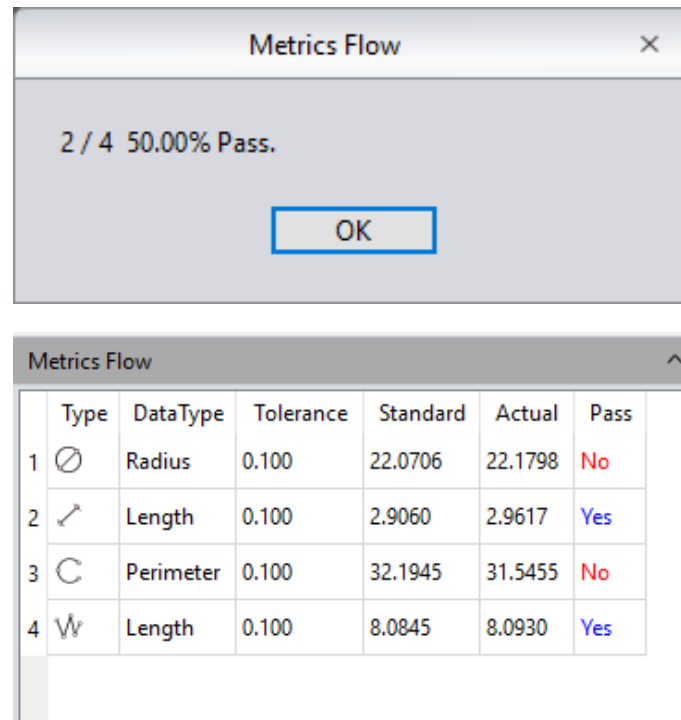 Metrics Flow
2 / 4 50.00% Pass.
OK
Metrics Flow
Type DataType Tolerance Standard Actual Pass
1 Radius 0.100 22.0706 22.1798 No
2 Length 0.100 2.9060 2.9617 Yes
3 Perimeter 0.100 32.1945 31.5455 No
4 Length 0.100 8.0845 8.0930 Yes